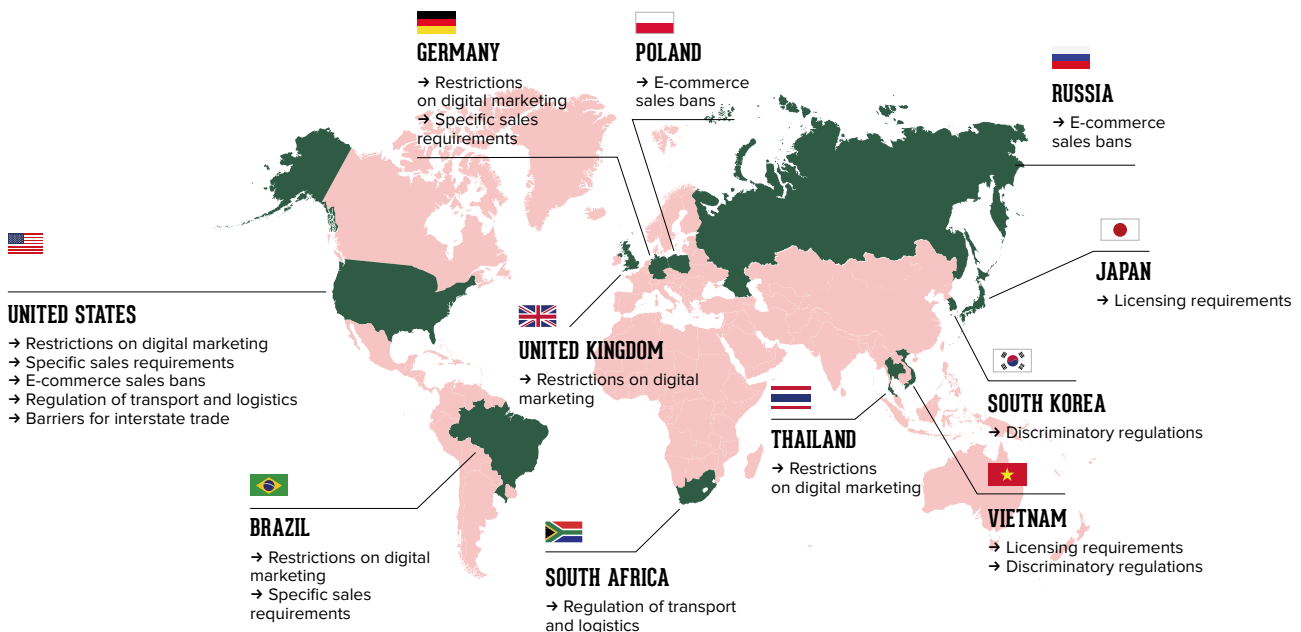 GERMANY
→ Restrictions
on digital marketing
→ Specific sales
requirements
POLAND
→ E-commerce
sales bans
RUSSIA
→ E-commerce
sales bans
JAPAN
→ Licensing requirements
UNITED STATES
→ Restrictions on digital marketing
→ Specific sales requirements
→ E-commerce sales bans
→ Regulation of transport and logistics
→ Barriers for interstate trade
UNITED KINGDOM
→ Restrictions on digital
marketing
SOUTH KOREA
→ Discriminatory regulations
THAILAND
→ Restrictions
on digital marketing
VIETNAM
→ Licensing requirements
→ Discriminatory regulations
BRAZIL
→ Restrictions on digital
marketing
→ Specific sales
requirements
SOUTH AFRICA
→ Regulation of transport
and logistics